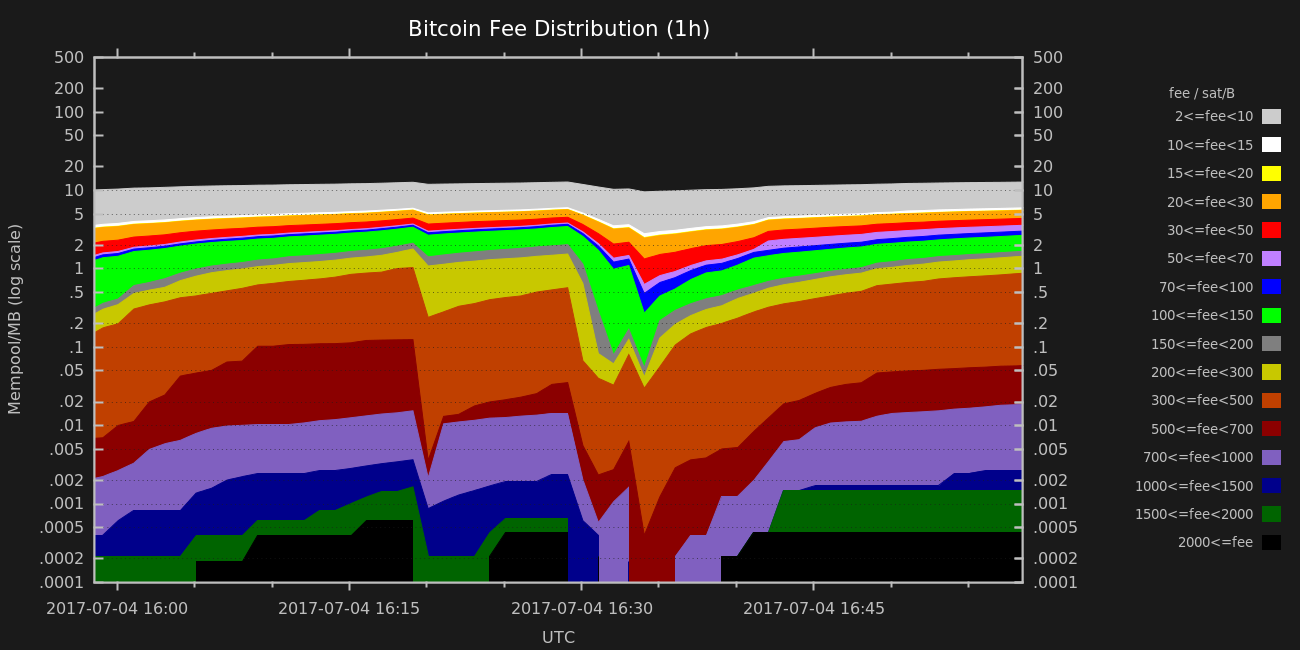 Bitcoin Fee Distribution (1h)
Mempool/MB (log scale)
500
200
100
50
20
10
5
2
1
.5
.2
.1
.05
.02
.01
.005
.002
.001
.0005
.0002
.0001
500
200
100
50
20
10
5
2
1
.5
.2
.1
.05
.02
.01
.005
.002
.001
.0005
.0002
.0001
2017-07-04 16:00 2017-07-04 16:15 2017-07-04 16:30 2017-07-04 16:45
UTC
fee / sat/B
2<=fee<10
10<=fee<15
15<=fee<20
20<=fee<30
30<=fee<50
50<=fee<70
70<=fee<100
100<=fee<150
150<=fee<200
200<=fee<300
300<=fee<500
500<=fee<700
700<=fee<1000
1000<=fee<1500
1500<=fee<2000
2000<=fee